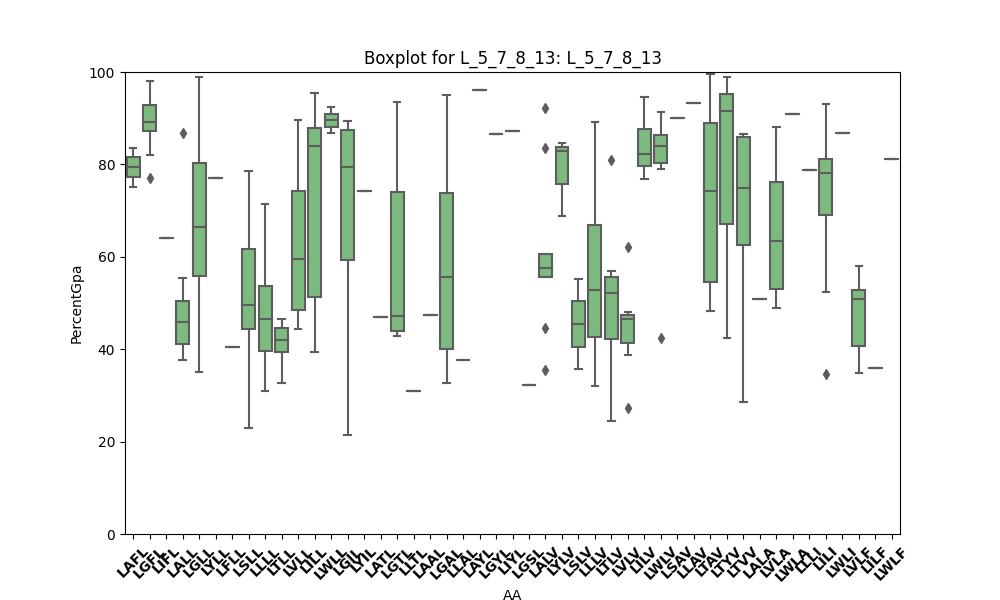 Boxplot for L_5_7_8_13: L_5_7_8_13
PercentGpa
100
80
60
40
20
0
LAFL LGFL LIFL LALL LGLL LYLL LFLL LSLL LLLL LTLL LVLL LILL LWLL LGIL LYIL LATL LGTL LLTL LAAL LGAL LLAL LAYL LGYL LIYL LGSL LALV LYLV LSLV LLLV LTLV LVLV LILV LWLV LSAV LLAV LTYV LTVV LALA LVLA LWLA LLLI LILI LWLI LVLF LILF LWLF
AA